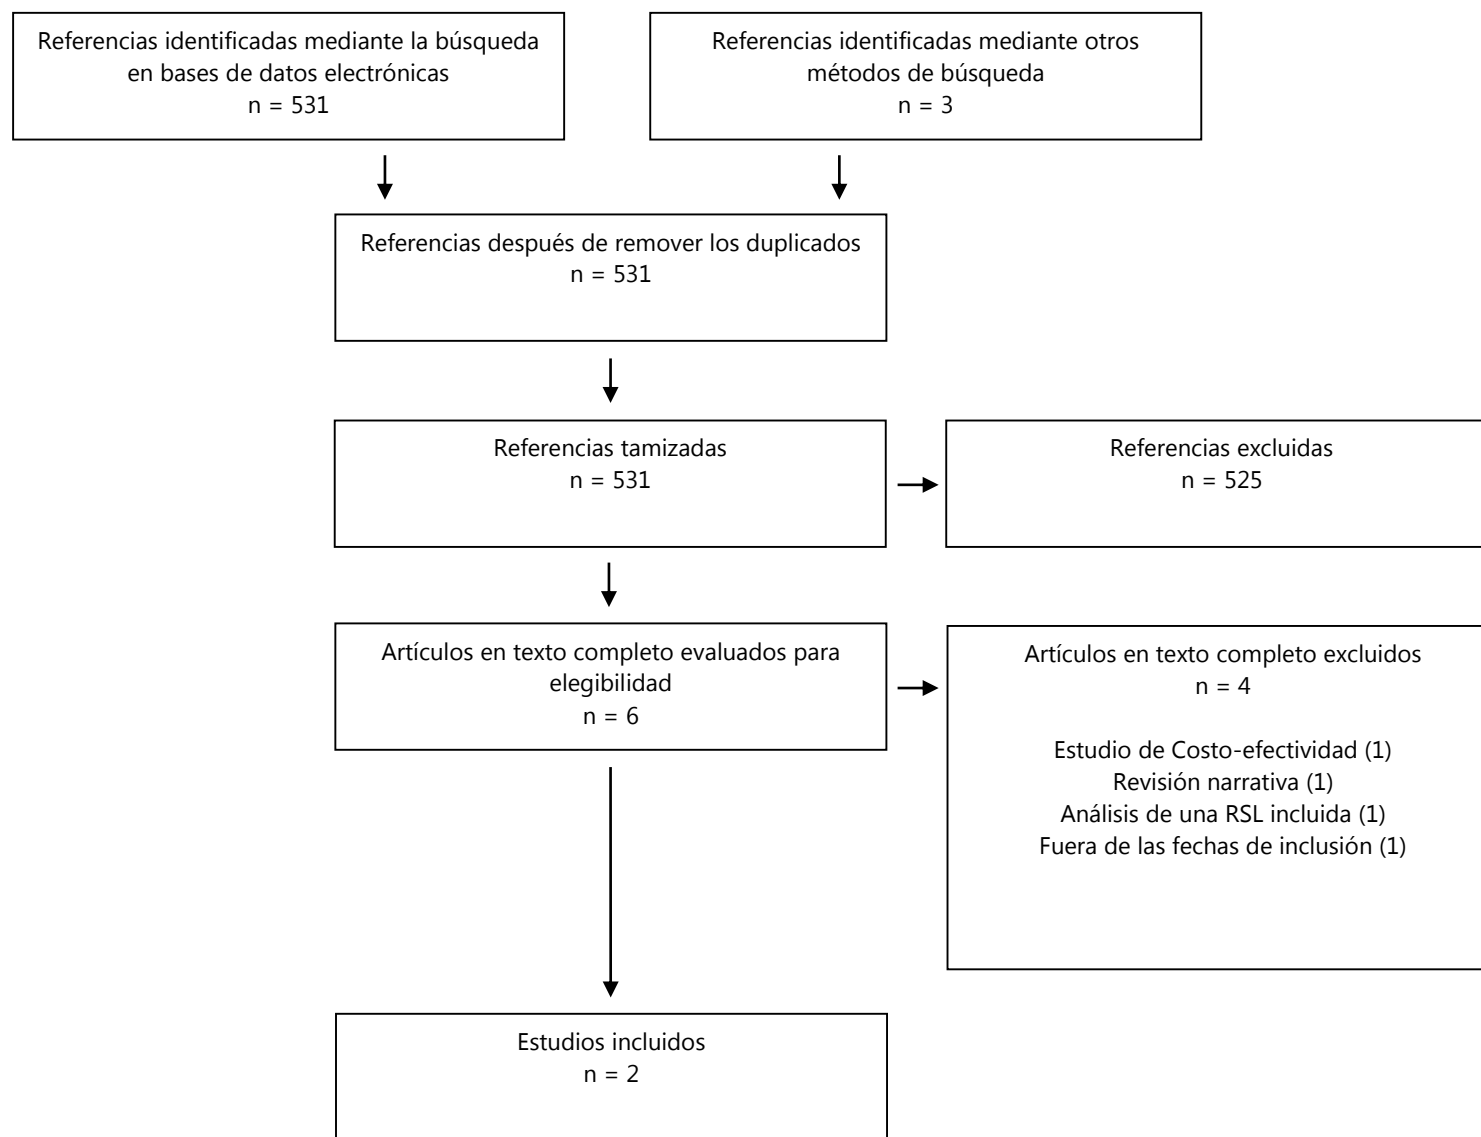 Referencias identificadas mediante la búsqueda
en bases de datos electrónicas
n = 531
Referencias identificadas mediante otros
métodos de búsqueda
n = 3
Referencias después de remover los duplicados
n = 531
Referencias tamizadas
n = 531
Referencias excluidas
n = 525
Artículos en texto completo evaluados para
elegibilidad
n = 6
Artículos en texto completo excluidos
n = 4
Estudio de Costo-efectividad (1)
Revisión narrativa (1)
Análisis de una RSL incluida (1)
Fuera de las fechas de inclusión (1)
Estudios incluidos
n = 2